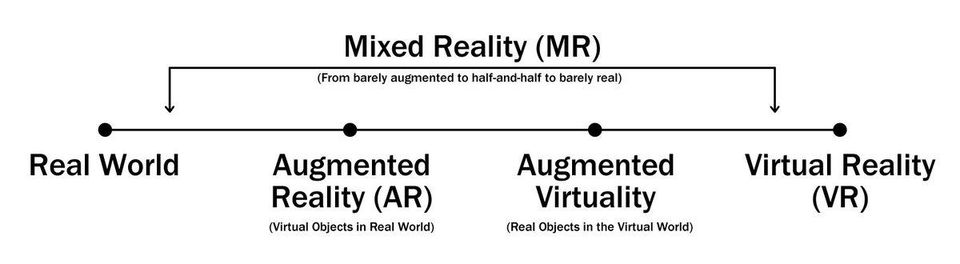 Mixed Reality (MR)
(From barely augmented to half-and-half to barely real)
Real World
Augmented
Reality (AR)
(Virtual Objects in Real World)
Augmented
Virtuality
(Real Objects in the Virtual World)
Virtual Reality
(VR)